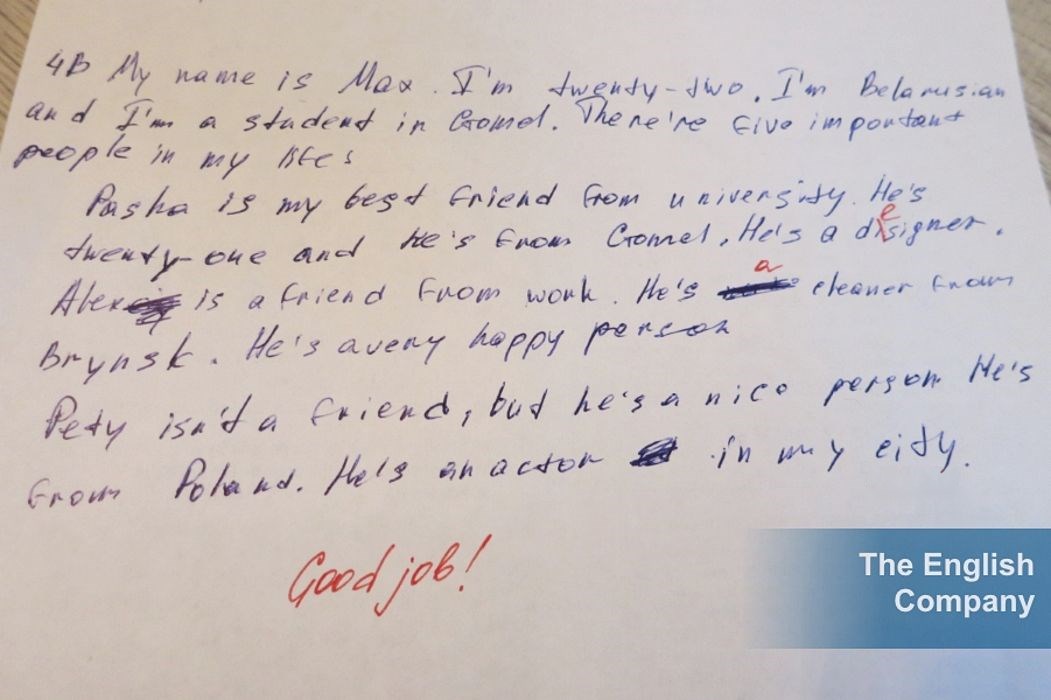 4B My name is Max. I'm twenty-two. I'm Belarusian
and I'm a student in Gomel. There're five important
people in my life:
Pasha is my best friend from university. He's
twenty-one and He's from Gomel. He's a designer.
Alex is a friend from work. He's a cleaner from
Brynsk. He's a very happy person
Pety isn't a friend, but he's a nice person He's
from Poland. He's an actor in my city.
Good job!
The English
Company